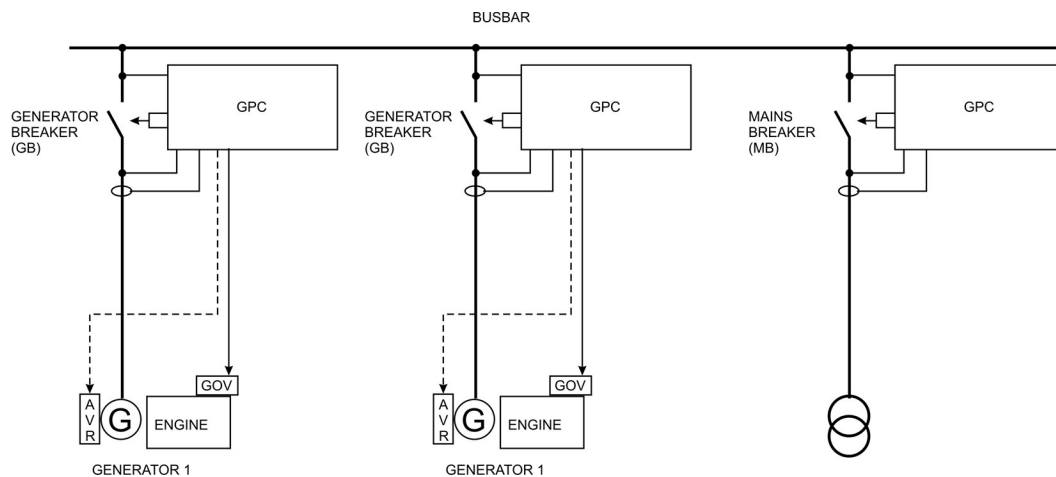 BUSBAR
GPC
GENERATOR
BREAKER
(GB)
GPC
GENERATOR
BREAKER
(GB)
GPC
MAINS
BREAKER
(MB)
GOV
A
V
R
G
ENGINE
GENERATOR 1
GOV
A
V
R
G
ENGINE
GENERATOR 1